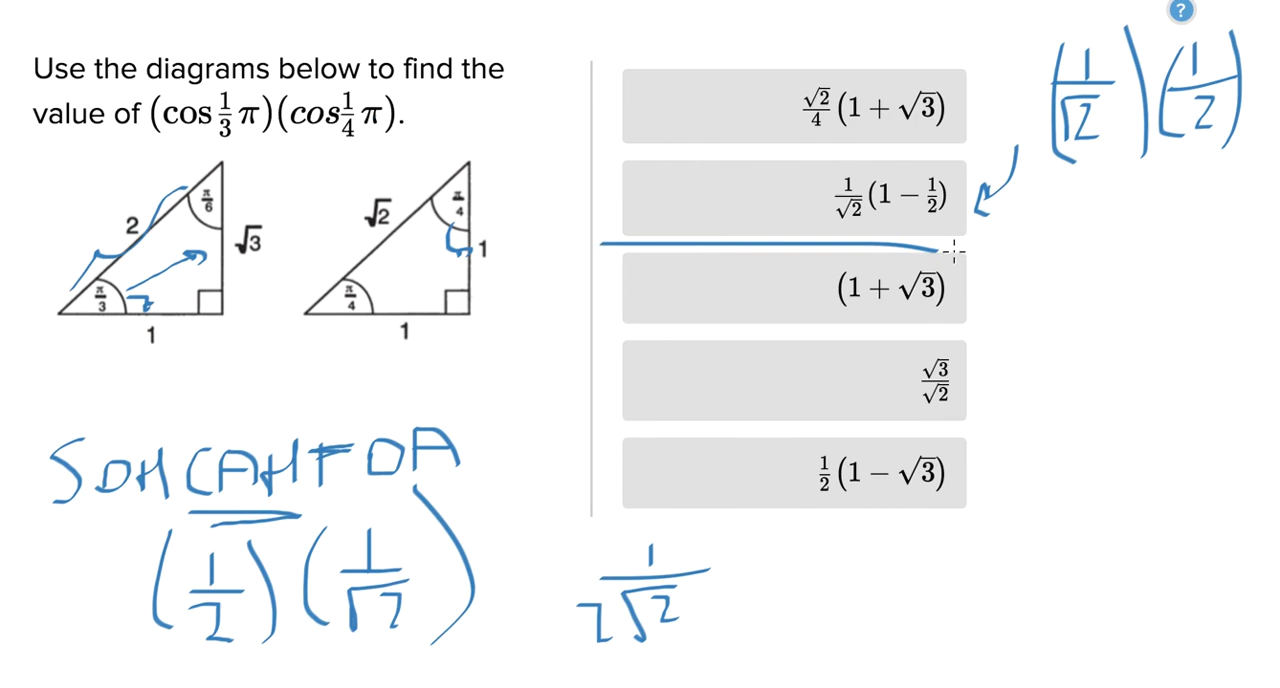 ?
Use the diagrams below to find the
value of (cos 1/3 π)(cos 1/4 π).
√2/4 (1 + √3)
1/√2 (1 − 1/2)
(1 + √3)
√3/√2
1/2 (1 − √3)
(1/√2)(1/2)
2
π/6
√3
π/3
1
√2
π/4
1
π/4
1
SOHCAHTOA
(1/2)(1/√2)
1/2√2